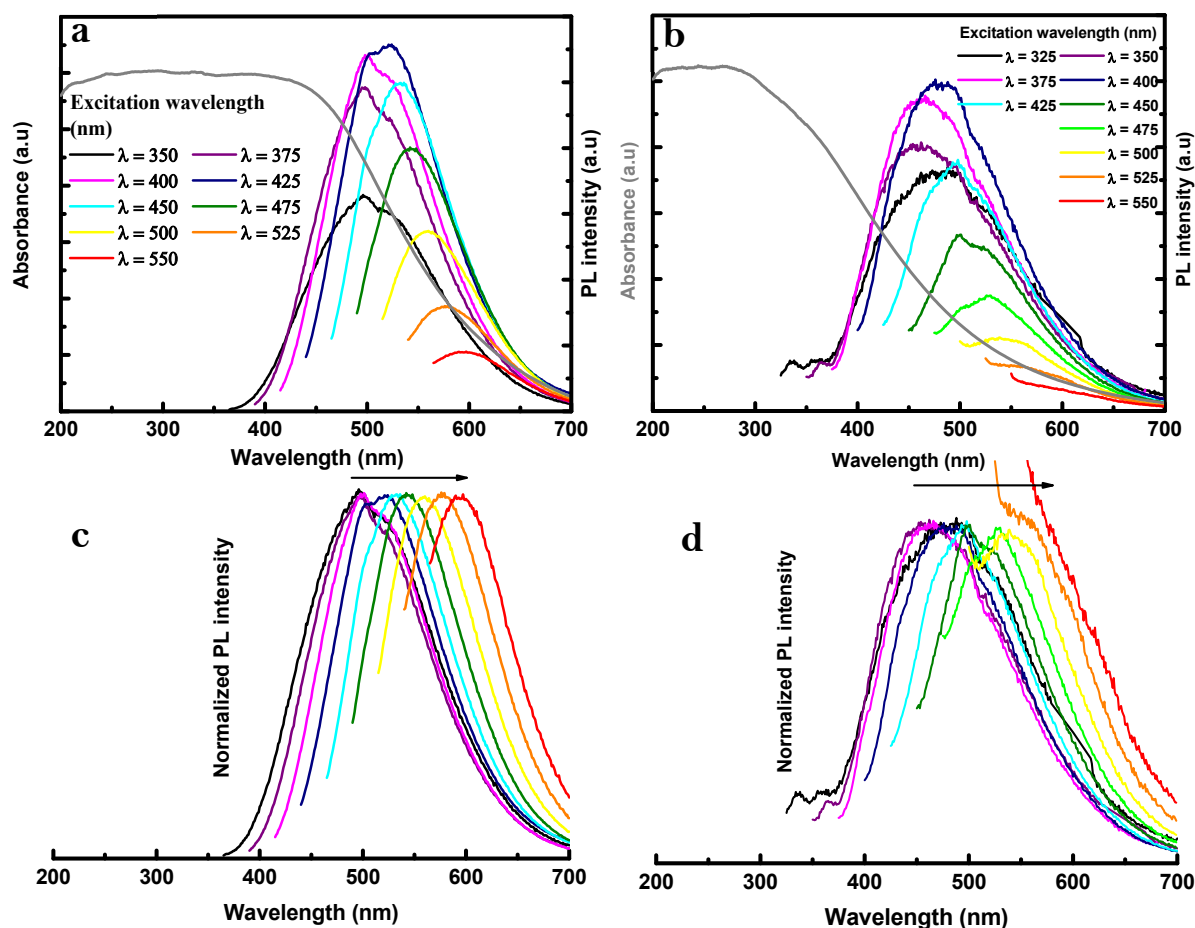 a
Absorbance (a.u)
Excitation wavelength
(nm)
λ = 350
λ = 375
λ = 400
λ = 425
λ = 450
λ = 475
λ = 500
λ = 525
λ = 550
PL intensity (a.u)
200 300 400 500 600 700
Wavelength (nm)
b
Absorbance (a.u)
Excitation wavelength (nm)
λ = 325
λ = 350
λ = 375
λ = 400
λ = 425
λ = 450
λ = 475
λ = 500
λ = 525
λ = 550
PL intensity (a.u)
200 300 400 500 600 700
Wavelength (nm)
c
Normalized PL intensity
200 300 400 500 600 700
Wavelength (nm)
d
Normalized PL intensity
200 300 400 500 600 700
Wavelength (nm)